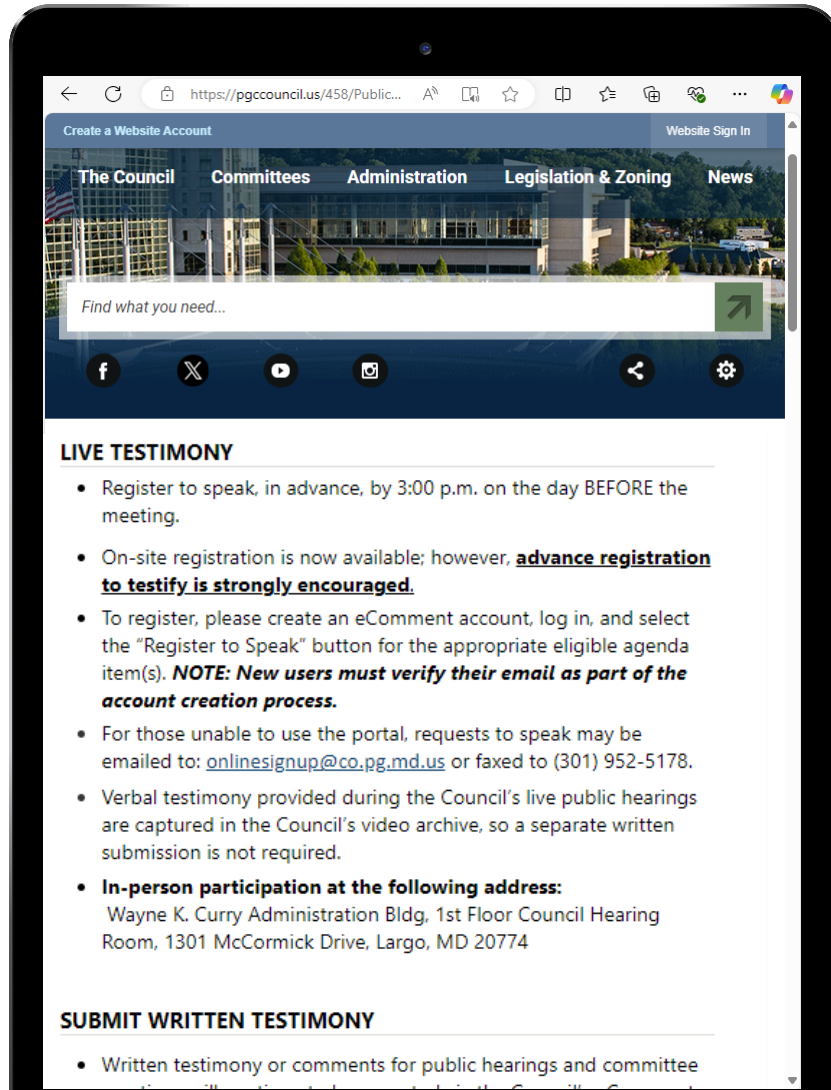 https://pgccouncil.us/458/Public...
Create a Website Account
Website Sign In
The Council Committees Administration Legislation & Zoning News
Find what you need...
LIVE TESTIMONY
• Register to speak, in advance, by 3:00 p.m. on the day BEFORE the
meeting.
• On-site registration is now available; however, advance registration
to testify is strongly encouraged.
• To register, please create an eComment account, log in, and select
the “Register to Speak” button for the appropriate eligible agenda
item(s). NOTE: New users must verify their email as part of the
account creation process.
• For those unable to use the portal, requests to speak may be
emailed to: onlinesignup@co.pg.md.us or faxed to (301) 952-5178.
• Verbal testimony provided during the Council’s live public hearings
are captured in the Council’s video archive, so a separate written
submission is not required.
• In-person participation at the following address:
Wayne K. Curry Administration Bldg, 1st Floor Council Hearing
Room, 1301 McCormick Drive, Largo, MD 20774
SUBMIT WRITTEN TESTIMONY
• Written testimony or comments for public hearings and committee